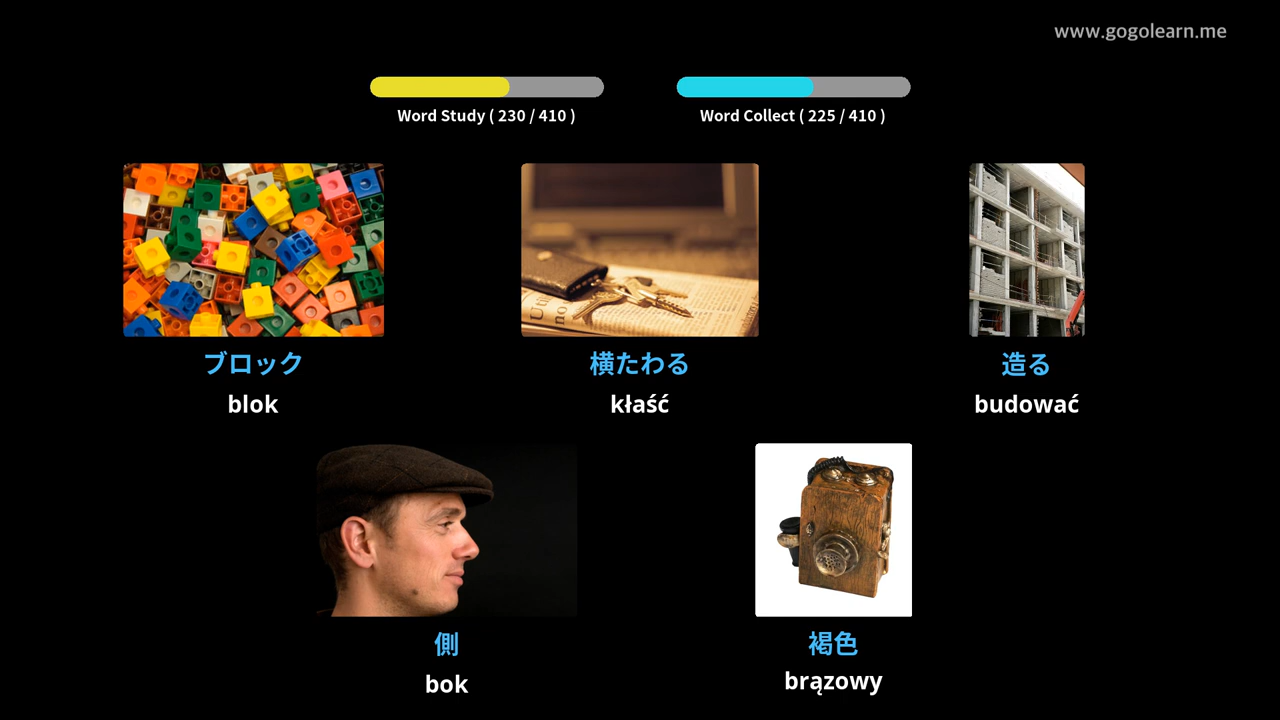 www.gogolearn.me
Word Study ( 230 / 410 )
Word Collect ( 225 / 410 )
ブロック
blok
横たわる
kłaść
造る
budować
側
bok
褐色
brązowy